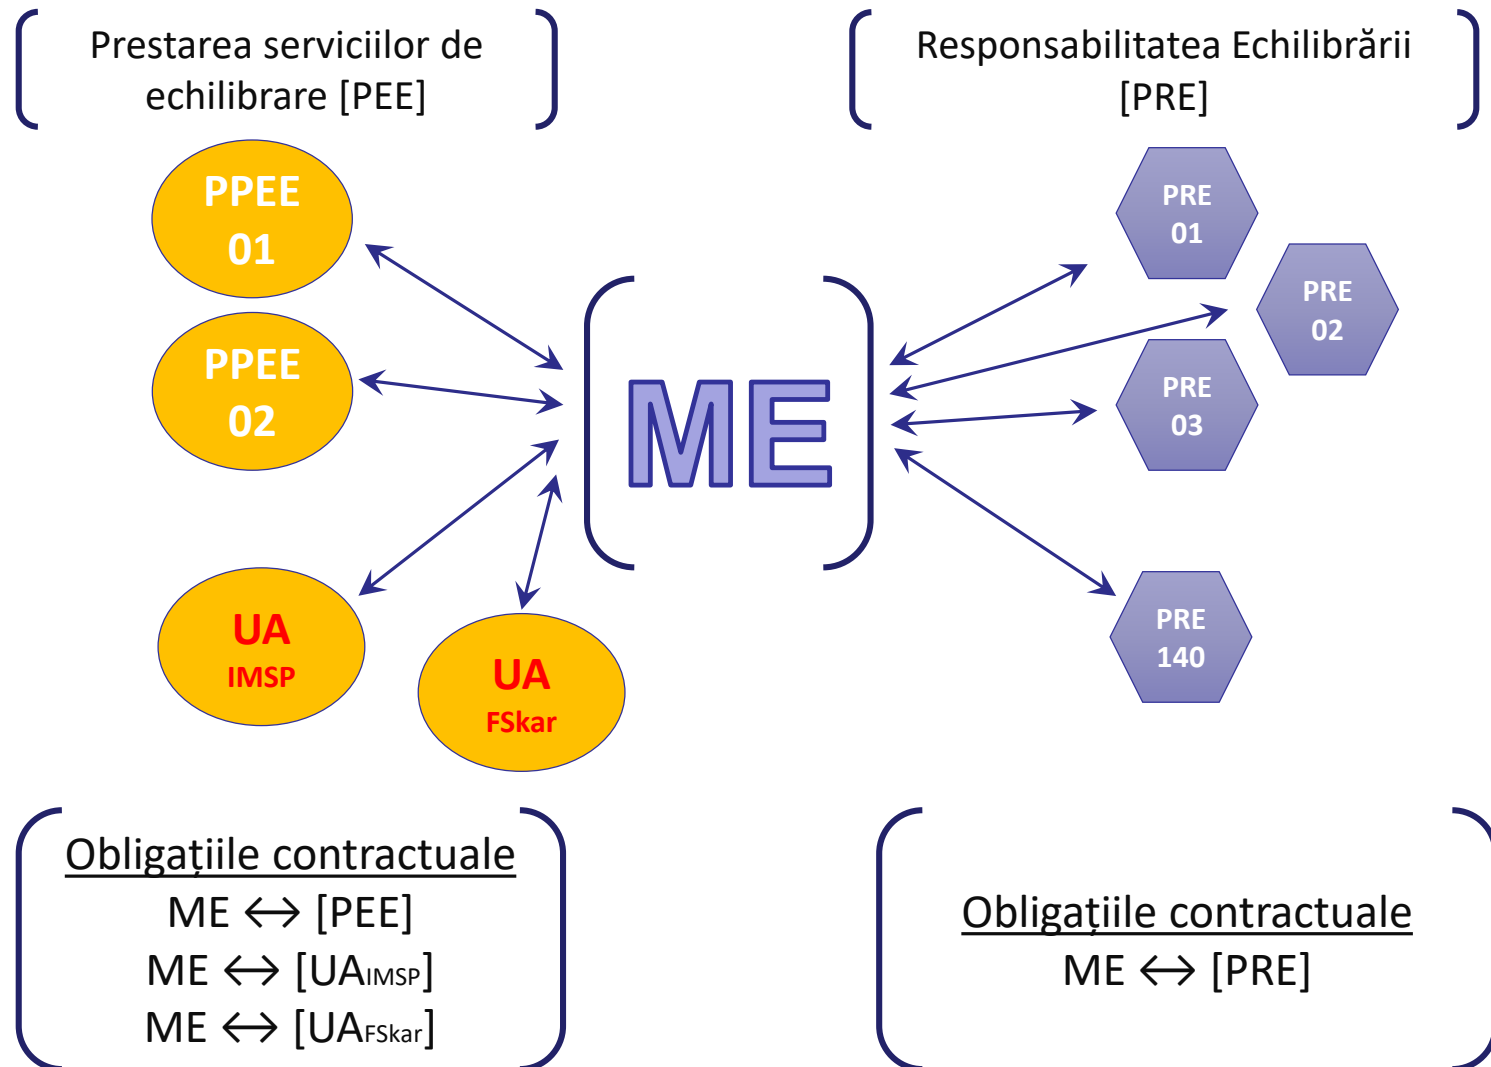 Prestarea serviciilor de
echilibrare [PEE]
Responsabilitatea Echilibrării
[PRE]
PPEE
01
PPEE
02
UA
IMSP
UA
FSkar
ME
PRE
01
PRE
02
PRE
03
PRE
140
Obligațiile contractuale
ME ↔ [PEE]
ME ↔ [UAIMSP]
ME ↔ [UAFSkar]
Obligațiile contractuale
ME ↔ [PRE]